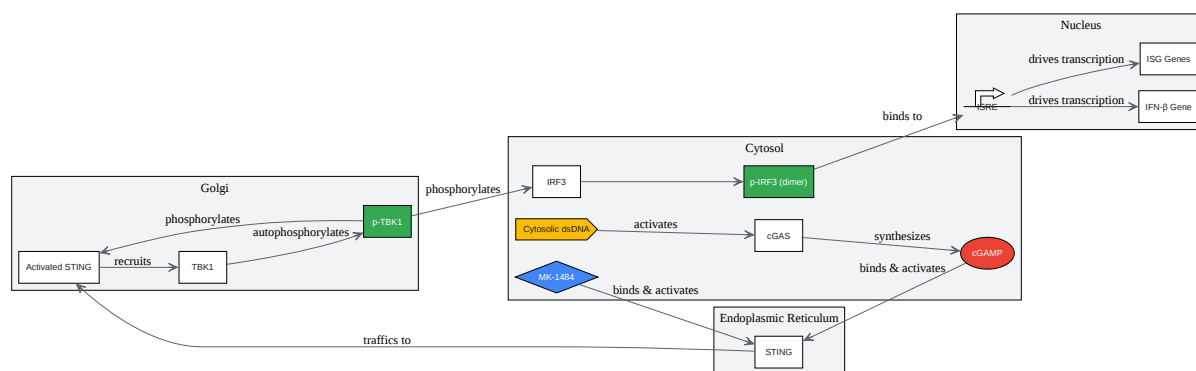 Nucleus
drives transcription
ISG Genes
ISRE
drives transcription
IFN-β Gene
binds to
Cytosol
IRF3
p-IRF3 (dimer)
Golgi
phosphorylates
phosphorylates
p-TBK1
autophosphorylates
Activated STING
recruits
TBK1
Cytosolic dsDNA
activates
cGAS
synthesizes
cGAMP
MK-1484
binds & activates
binds & activates
Endoplasmic Reticulum
STING
traffics to